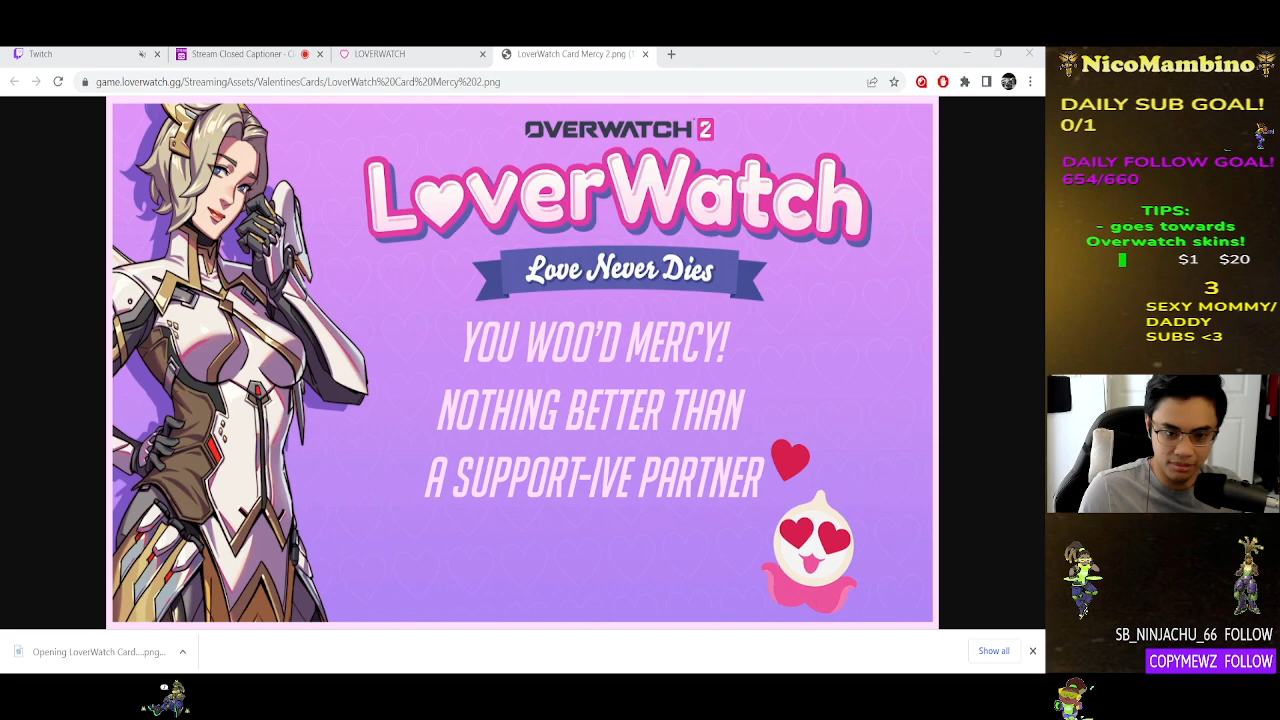 Twitch
Stream Closed Captioner - C
LOVERWATCH
LoverWatch Card Mercy 2.png (1
game.loverwatch.gg/StreamingAssets/ValentinesCards/LoverWatch%20Card%20Mercy%202.png
OVERWATCH 2
LoverWatch
Love Never Dies
YOU WOO'D MERCY!
NOTHING BETTER THAN
A SUPPORT-IVE PARTNER
Opening LoverWatch Card....png...
Show all
NicoMambino
DAILY SUB GOAL!
0/1
DAILY FOLLOW GOAL!
654/660
TIPS:
- goes towards
Overwatch skins!
$1 $20
3
SEXY MOMMY/
DADDY
SUBS <3
SB_NINJACHU_66 FOLLOW
COPYMEWZ FOLLOW